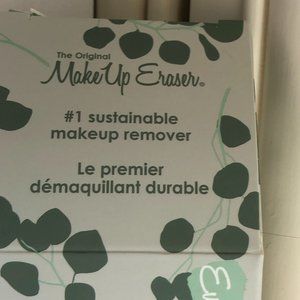 The Original
MakeUp Eraser®
#1 sustainable
makeup remover
Le premier
démaquillant durable